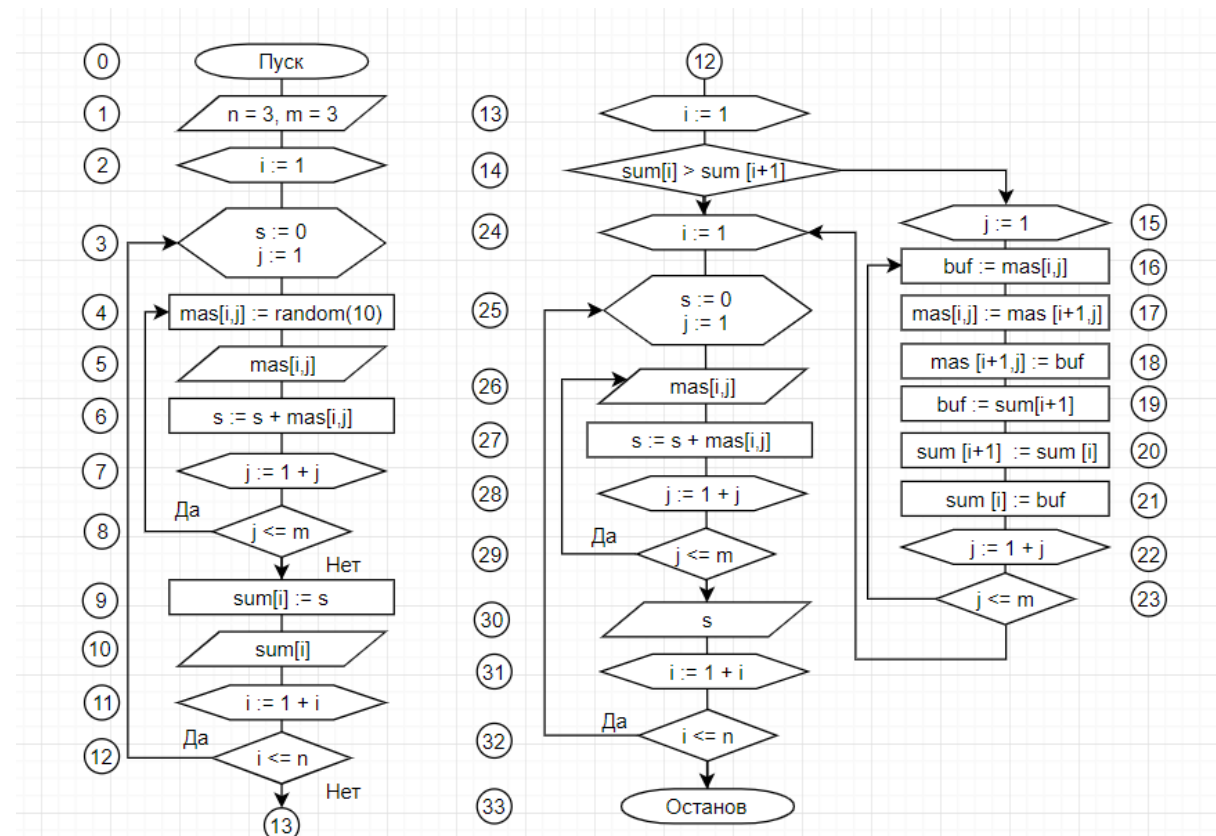 0
Пуск
1
n = 3, m = 3
2
i := 1
3
s := 0
j := 1
4
mas[i,j] := random(10)
5
mas[i,j]
6
s := s + mas[i,j]
7
j := 1 + j
Да
8
j <= m
Нет
9
sum[i] := s
10
sum[i]
11
i := 1 + i
Да
12
i <= n
Нет
13
12
13
i := 1
14
sum[i] > sum [i+1]
24
i := 1
25
s := 0
j := 1
26
mas[i,j]
27
s := s + mas[i,j]
28
j := 1 + j
Да
29
j <= m
30
s
31
i := 1 + i
Да
32
i <= n
33
Останов
j := 1
15
buf := mas[i,j]
16
mas[i,j] := mas [i+1,j]
17
mas [i+1,j] := buf
18
buf := sum[i+1]
19
sum [i+1] := sum [i]
20
sum [i] := buf
21
j := 1 + j
22
j <= m
23